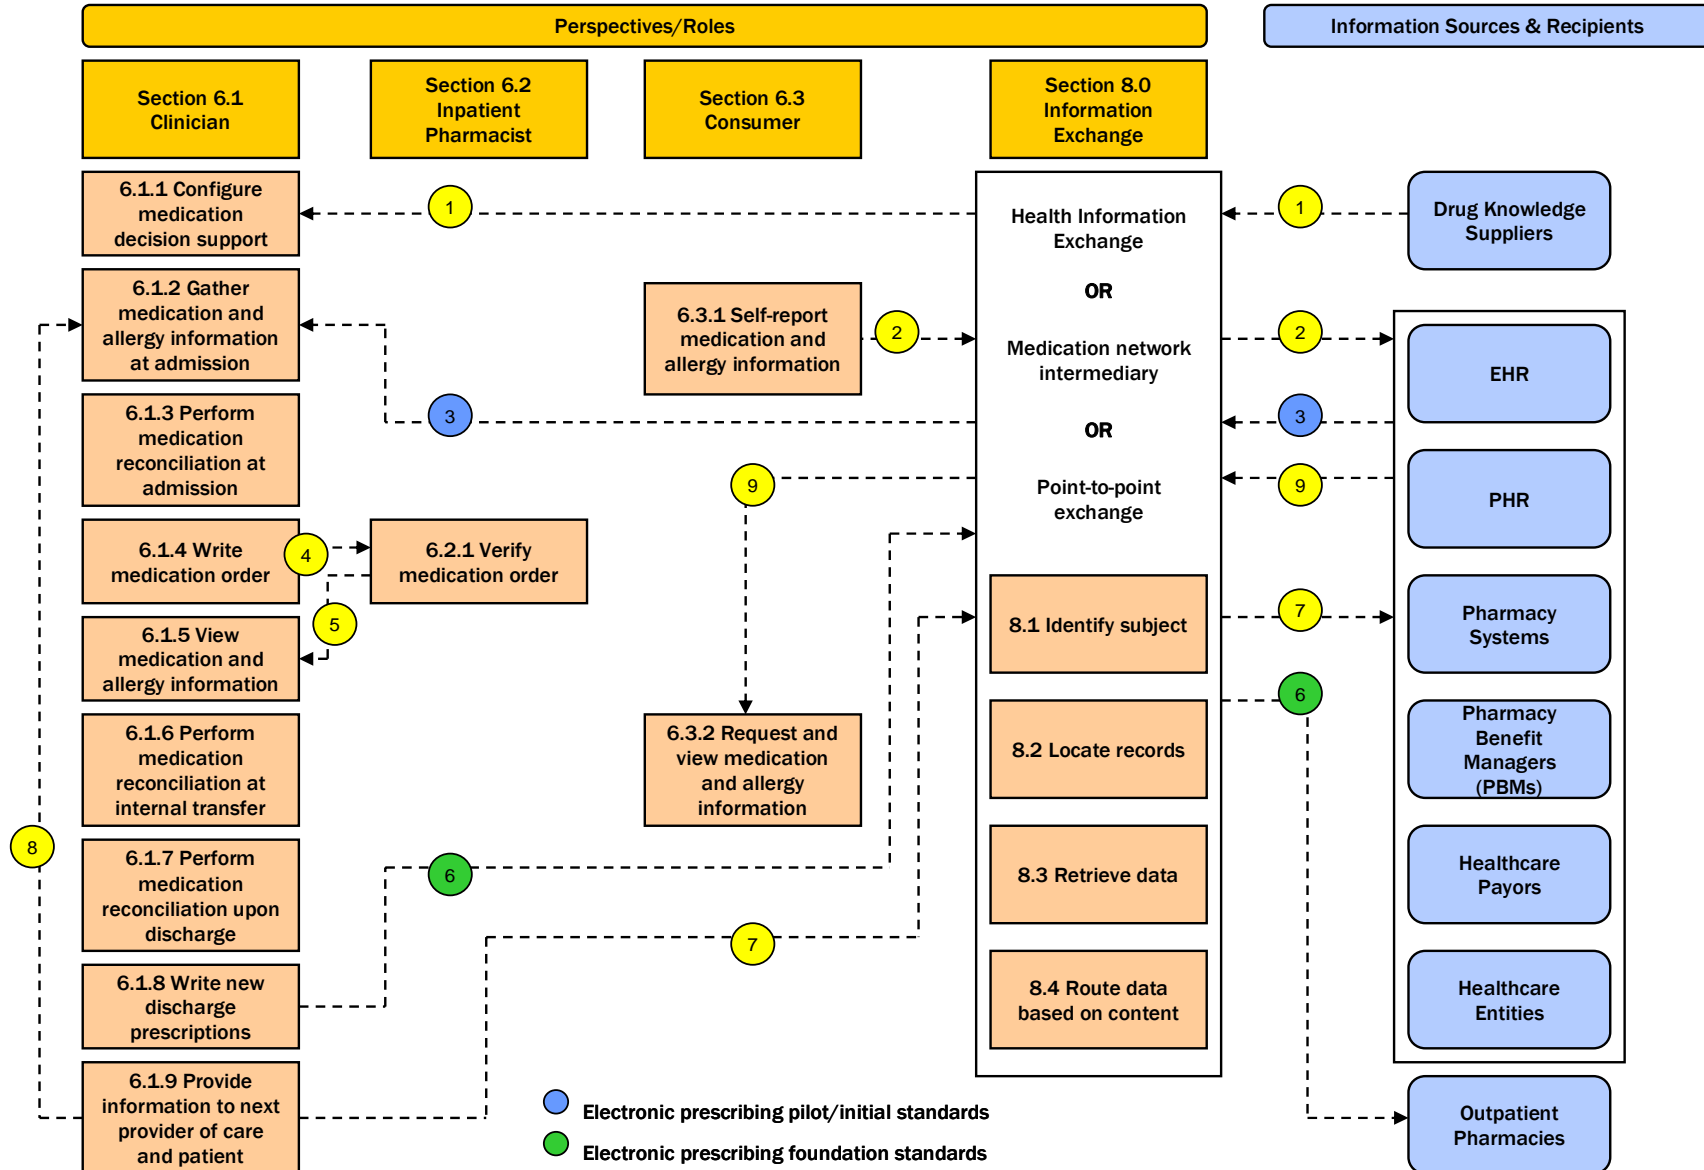 Perspectives/Roles
Information Sources & Recipients
Section 6.1
Clinician
Section 6.2
Inpatient
Pharmacist
Section 6.3
Consumer
Section 8.0
Information
Exchange
6.1.1 Configure
medication
decision support
1
Health Information
Exchange
1
Drug Knowledge
Suppliers
6.1.2 Gather
medication and
allergy information
at admission
6.3.1 Self-report
medication and
allergy information
2
OR
Medication network
intermediary
2
EHR
6.1.3 Perform
medication
reconciliation at
admission
3
OR
3
9
Point-to-point
exchange
9
PHR
6.1.4 Write
medication order
4
6.2.1 Verify
medication order
5
6.1.5 View
medication and
allergy information
8.1 Identify subject
7
Pharmacy
Systems
6.1.6 Perform
medication
reconciliation at
internal transfer
6.3.2 Request and
view medication
and allergy
information
8.2 Locate records
6
Pharmacy
Benefit
Managers
(PBMs)
8
6.1.7 Perform
medication
reconciliation upon
discharge
6
8.3 Retrieve data
Healthcare
Payors
7
6.1.8 Write new
discharge
prescriptions
8.4 Route data
based on content
Healthcare
Entities
6.1.9 Provide
information to next
provider of care
and patient
Electronic prescribing pilot/initial standards
Electronic prescribing foundation standards
Outpatient
Pharmacies